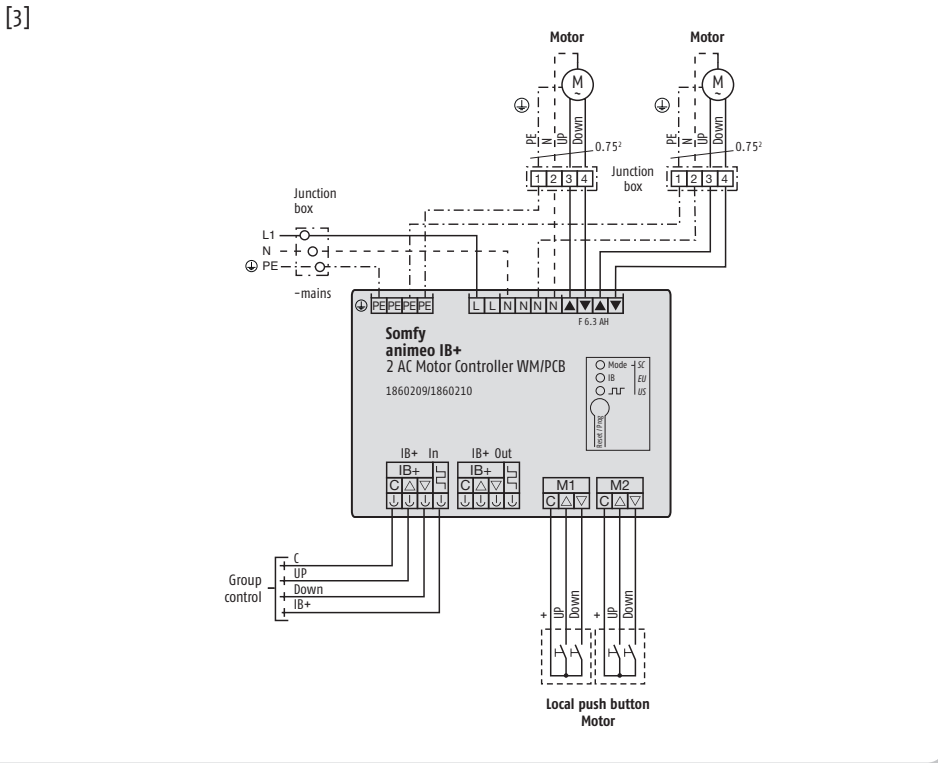 [3]
Motor
Motor
M
~
M
~
PE
N
UP
Down
PE
N
UP
Down
0.75²
0.75²
Junction
box
1 2 3 4
1 2 3 4
Junction
box
L1
N
PE
~mains
PE PE PE PE
L L N N N N
F 6.3 AH
Somfy
animeo IB+
2 AC Motor Controller WM/PCB
1860209/1860210
Mode
SC
IB
EU
US
Reset / Prog
IB+ In
IB+ Out
IB+
IB+
C
C
M1
M2
C
C
C
UP
Down
IB+
Group
control
+
UP
Down
+
UP
Down
Local push button
Motor